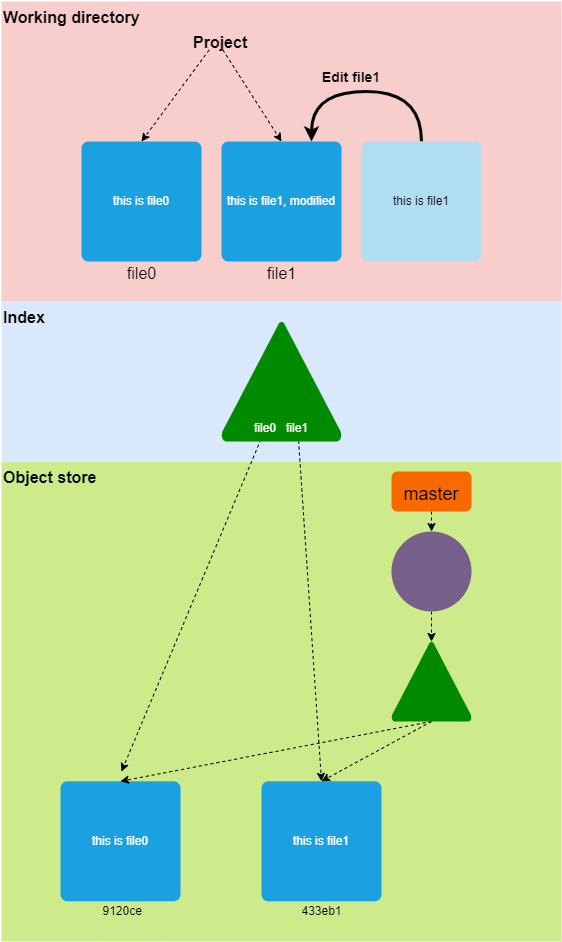 Working directory
Project
Edit file1
this is file0
this is file1, modified
this is file1
file0
file1
Index
file0 file1
Object store
master
this is file0
this is file1
9120ce
433eb1